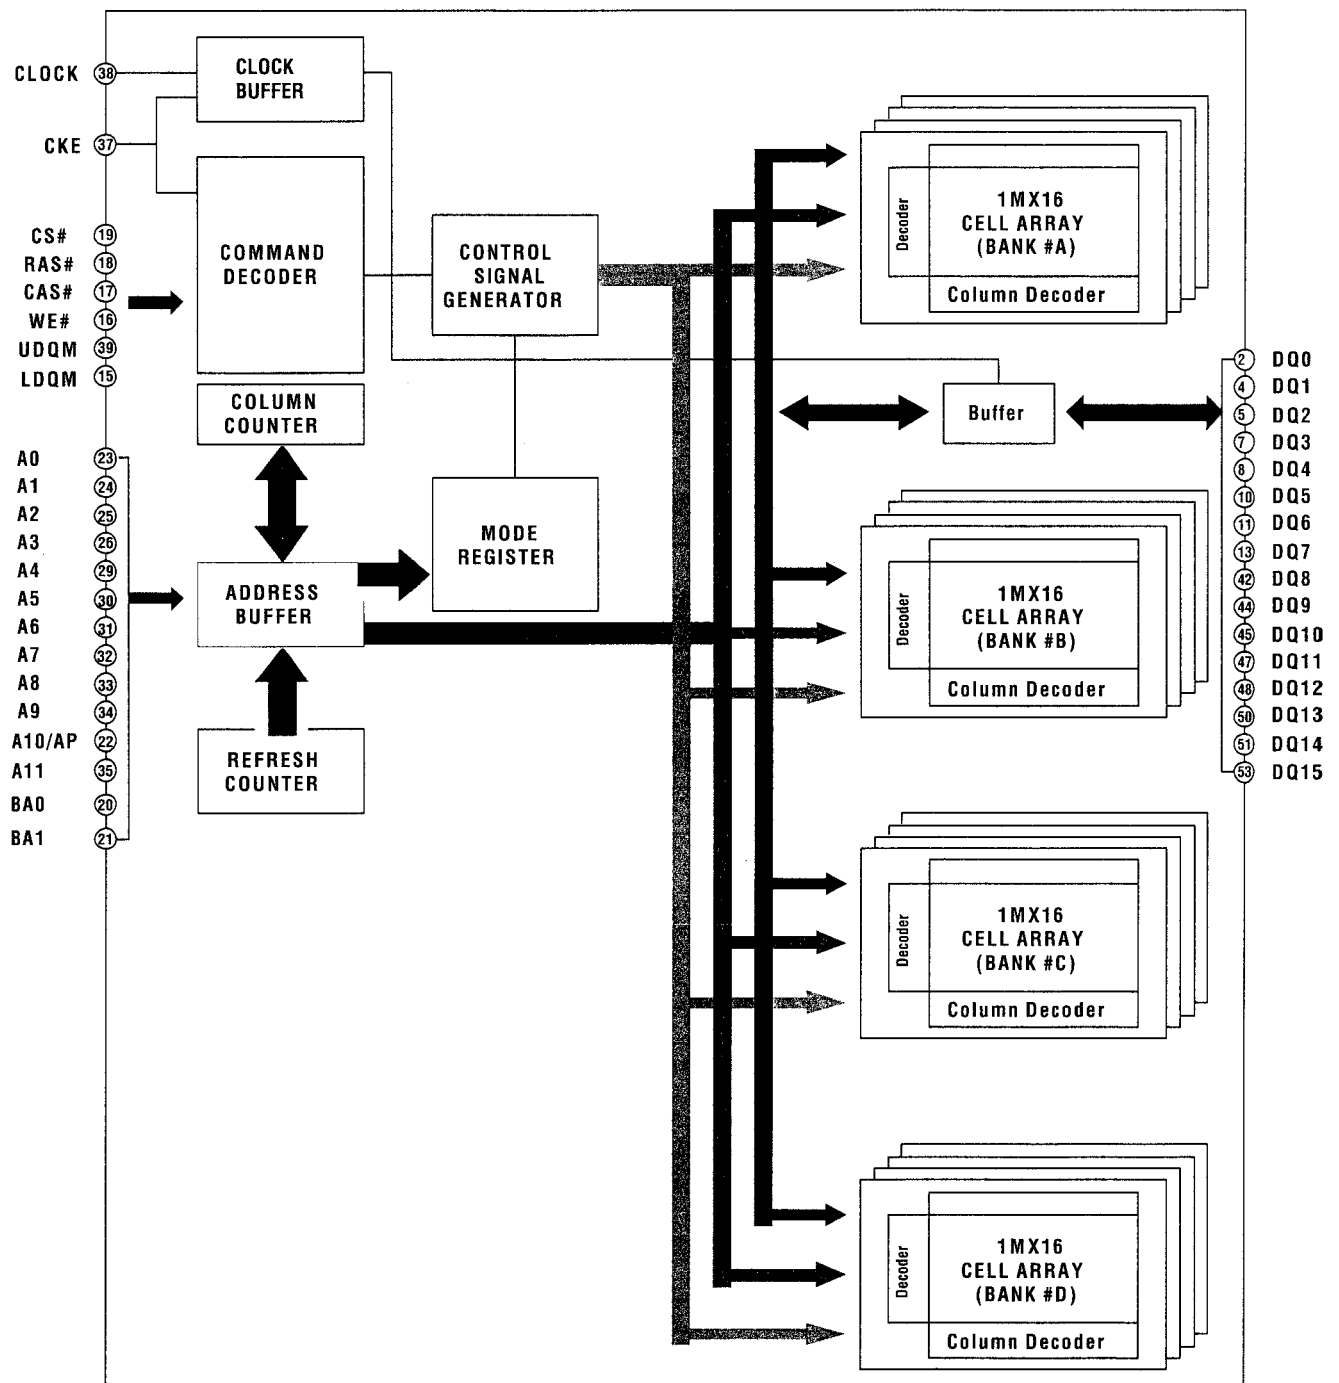 CLOCK 38
CKE 37
CS# 19
RAS# 18
CAS# 17
WE# 16
UDQM 39
LDQM 15
A0 23
A1 24
A2 25
A3 26
A4 29
A5 30
A6 31
A7 32
A8 33
A9 34
A10/AP 22
A11 35
BA0 20
BA1 21
CLOCK
BUFFER
COMMAND
DECODER
COLUMN
COUNTER
ADDRESS
BUFFER
REFRESH
COUNTER
CONTROL
SIGNAL
GENERATOR
MODE
REGISTER
Decoder
1MX16
CELL ARRAY
(BANK #A)
Column Decoder
Buffer
Decoder
1MX16
CELL ARRAY
(BANK #B)
Column Decoder
Decoder
1MX16
CELL ARRAY
(BANK #C)
Column Decoder
Decoder
1MX16
CELL ARRAY
(BANK #D)
Column Decoder
2 DQ0
4 DQ1
5 DQ2
7 DQ3
8 DQ4
10 DQ5
11 DQ6
13 DQ7
42 DQ8
44 DQ9
45 DQ10
47 DQ11
48 DQ12
50 DQ13
51 DQ14
53 DQ15